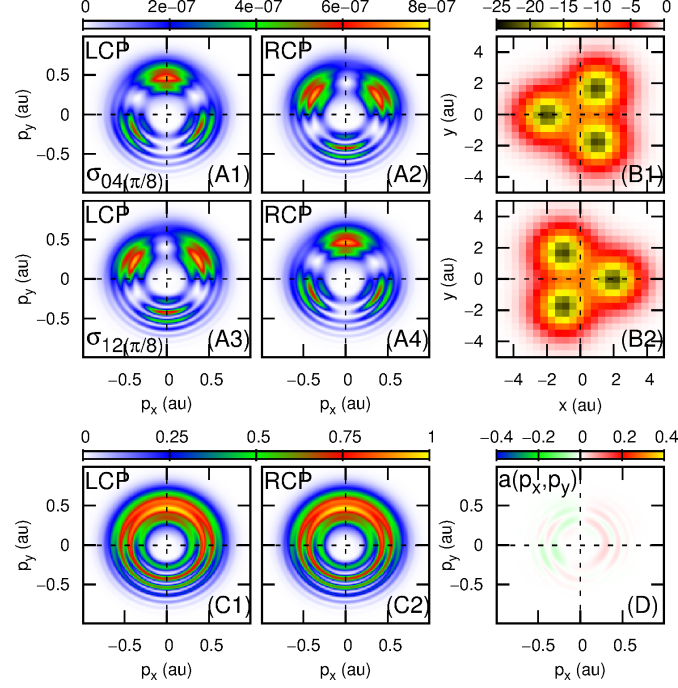 0 2e-07 4e-07 6e-07 8e-07
-25 -20 -15 -10 -5 0
LCP RCP
0.5 0 -0.5
p_y (au)
σ_04(π/8) (A1) (A2)
4 2 0 -2 -4
y (au)
(B1)
LCP RCP
0.5 0 -0.5
p_y (au)
σ_12(π/8) (A3) (A4)
4 2 0 -2 -4
y (au)
(B2)
-0.5 0 0.5 -0.5 0 0.5 -4 -2 0 2 4
p_x (au) p_x (au) x (au)
0 0.25 0.5 0.75 1
-0.4 -0.2 0 0.2 0.4
LCP RCP a(p_x,p_y)
0.5 0 -0.5
p_y (au)
(C1) (C2)
0.5 0 -0.5
p_y (au)
(D)
-0.5 0 0.5 -0.5 0 0.5 -0.5 0 0.5
p_x (au) p_x (au) p_x (au)